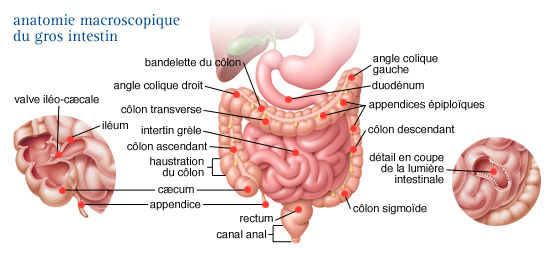 anatomie macroscopique
du gros intestin
bandelette du côlon
angle colique droit
côlon transverse
intertin grèle
côlon ascendant
haustration
du côlon
cæcum
appendice
valve iléo-cæcale
iléum
rectum
canal anal
angle colique
gauche
duodénum
appendices épiploïques
côlon descendant
détail en coupe
de la lumière
intestinale
côlon sigmoïde